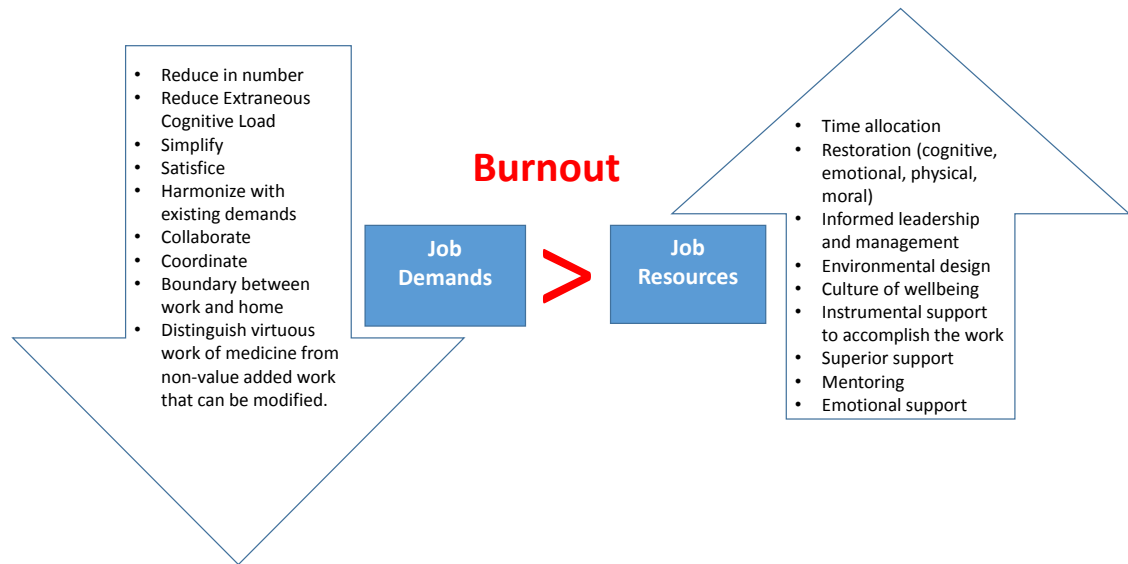 • Reduce in number
• Reduce Extraneous
Cognitive Load
• Simplify
• Satisfice
• Harmonize with
existing demands
• Collaborate
• Coordinate
• Boundary between
work and home
• Distinguish virtuous
work of medicine from
non-value added work
that can be modified.
Burnout
Job
Demands
>
Job
Resources
• Time allocation
• Restoration (cognitive,
emotional, physical,
moral)
• Informed leadership
and management
• Environmental design
• Culture of wellbeing
• Instrumental support
to accomplish the work
• Superior support
• Mentoring
• Emotional support